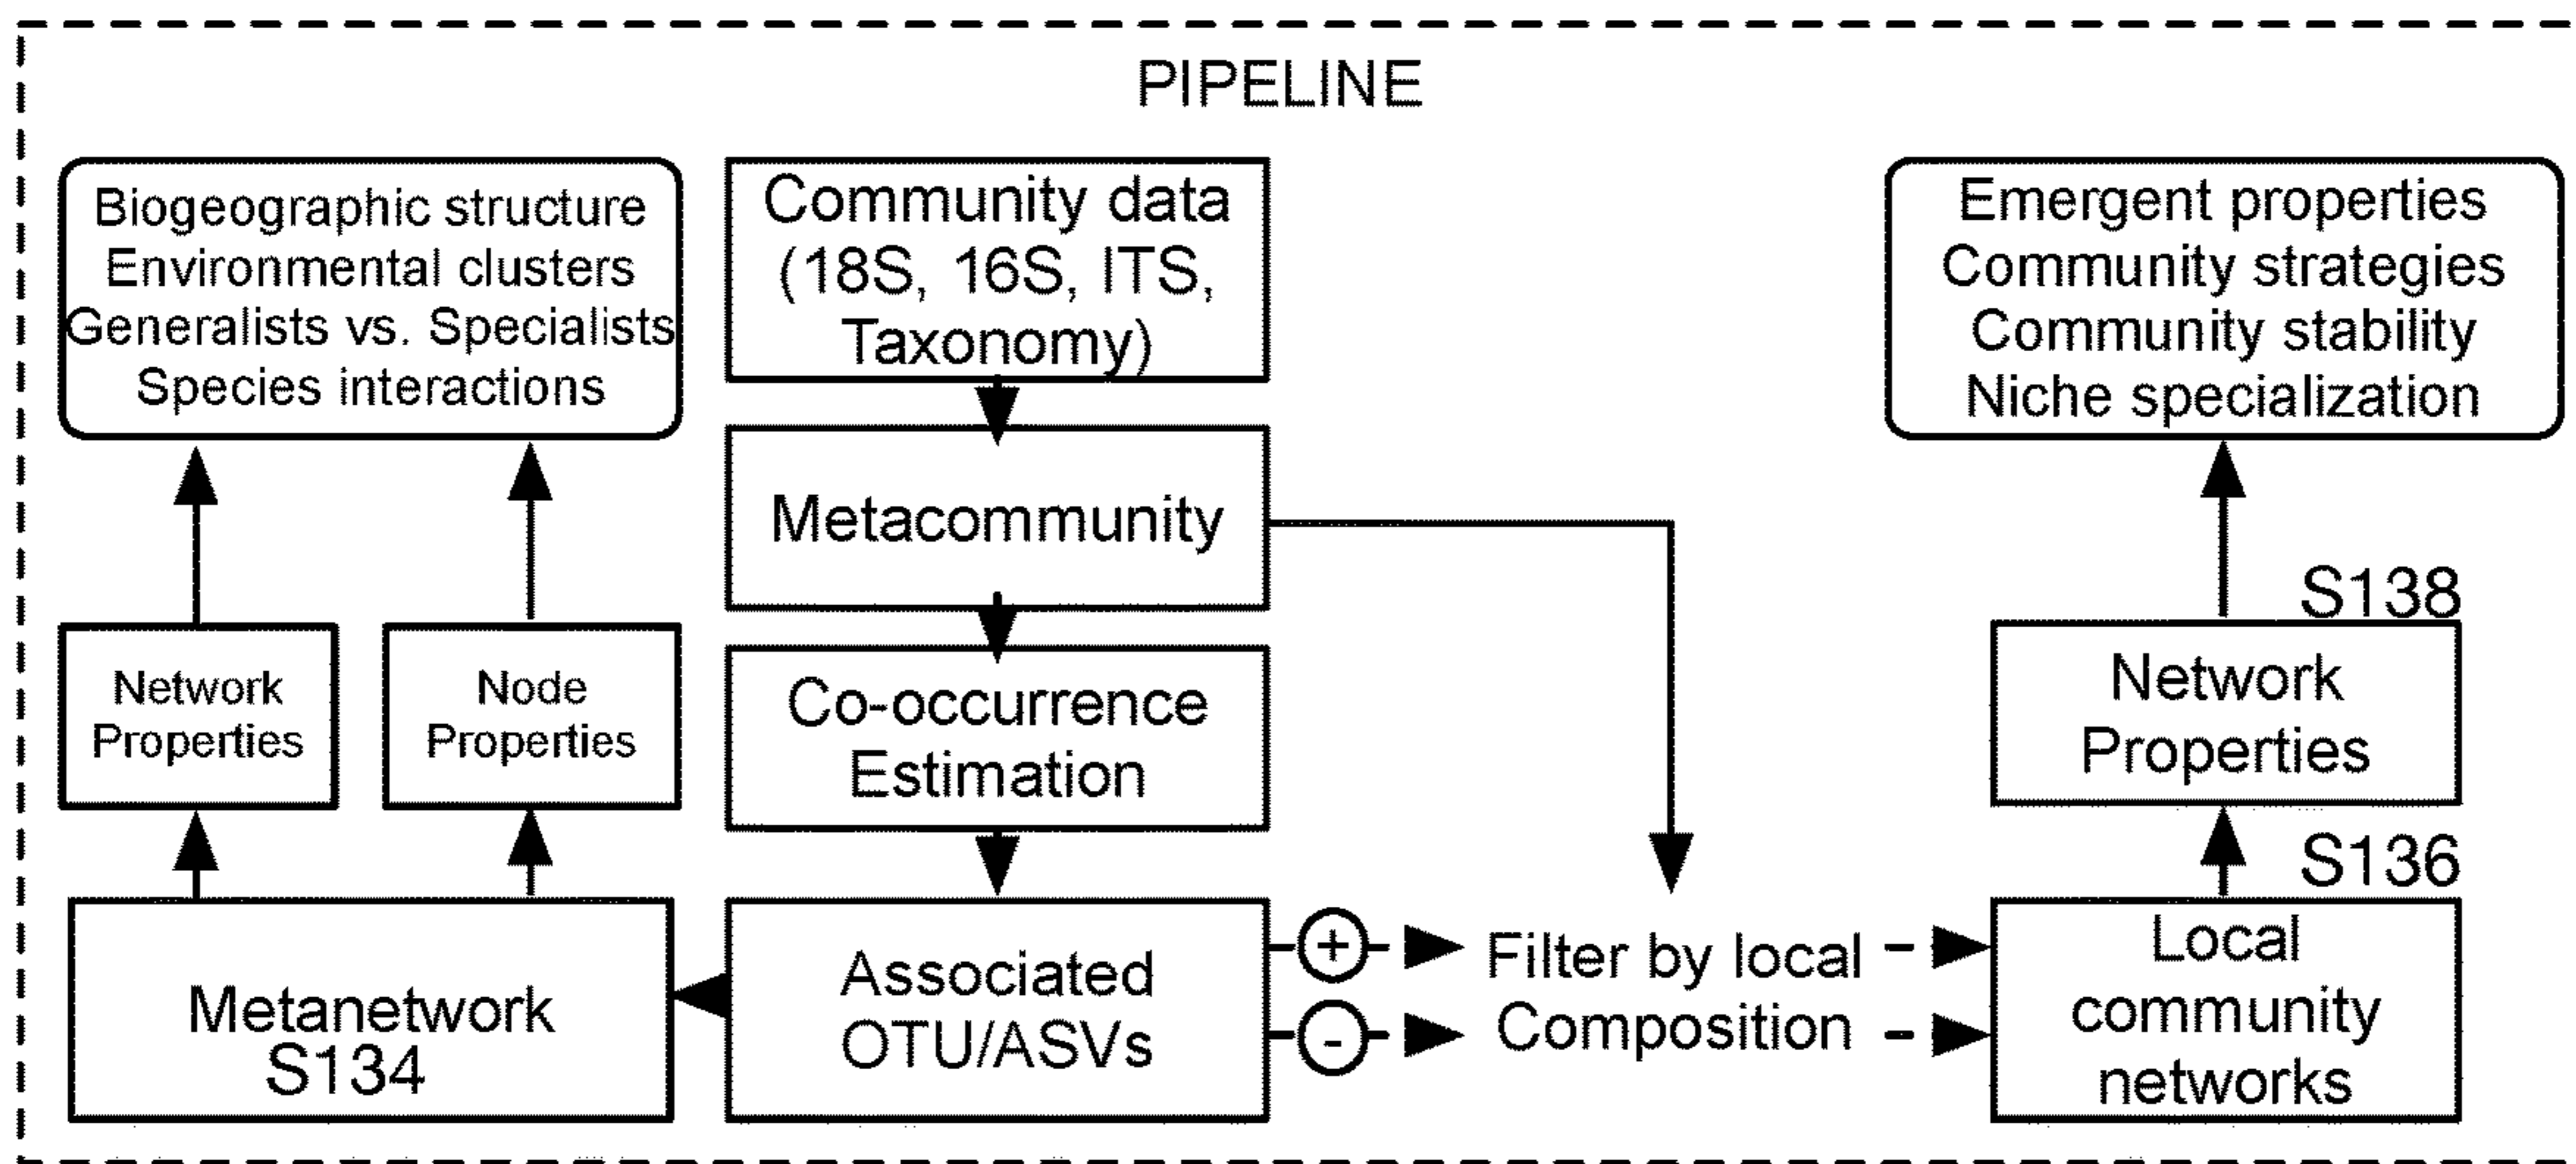 PIPELINE
Biogeographic structure
Environmental clusters
Generalists vs. Specialists
Species interactions
Community data
(18S, 16S, ITS,
Taxonomy)
Emergent properties
Community strategies
Community stability
Niche specialization
Metacommunity
Network
Properties
Node
Properties
Co-occurrence
Estimation
S138
Network
Properties
Metanetwork
S134
Associated
OTU/ASVs
+
-
Filter by local
Composition
S136
Local
community
networks